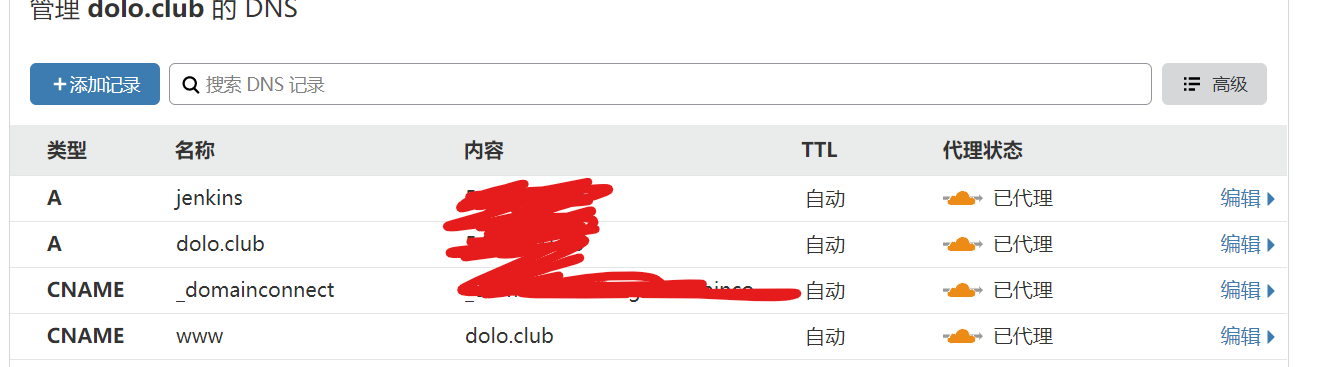 管理 dolo.club 的 DNS
+添加记录 搜索 DNS 记录 高级
类型 名称 内容 TTL 代理状态
A jenkins 自动 已代理 编辑
A dolo.club 自动 已代理 编辑
CNAME _domainconnect 自动 已代理 编辑
CNAME www dolo.club 自动 已代理 编辑